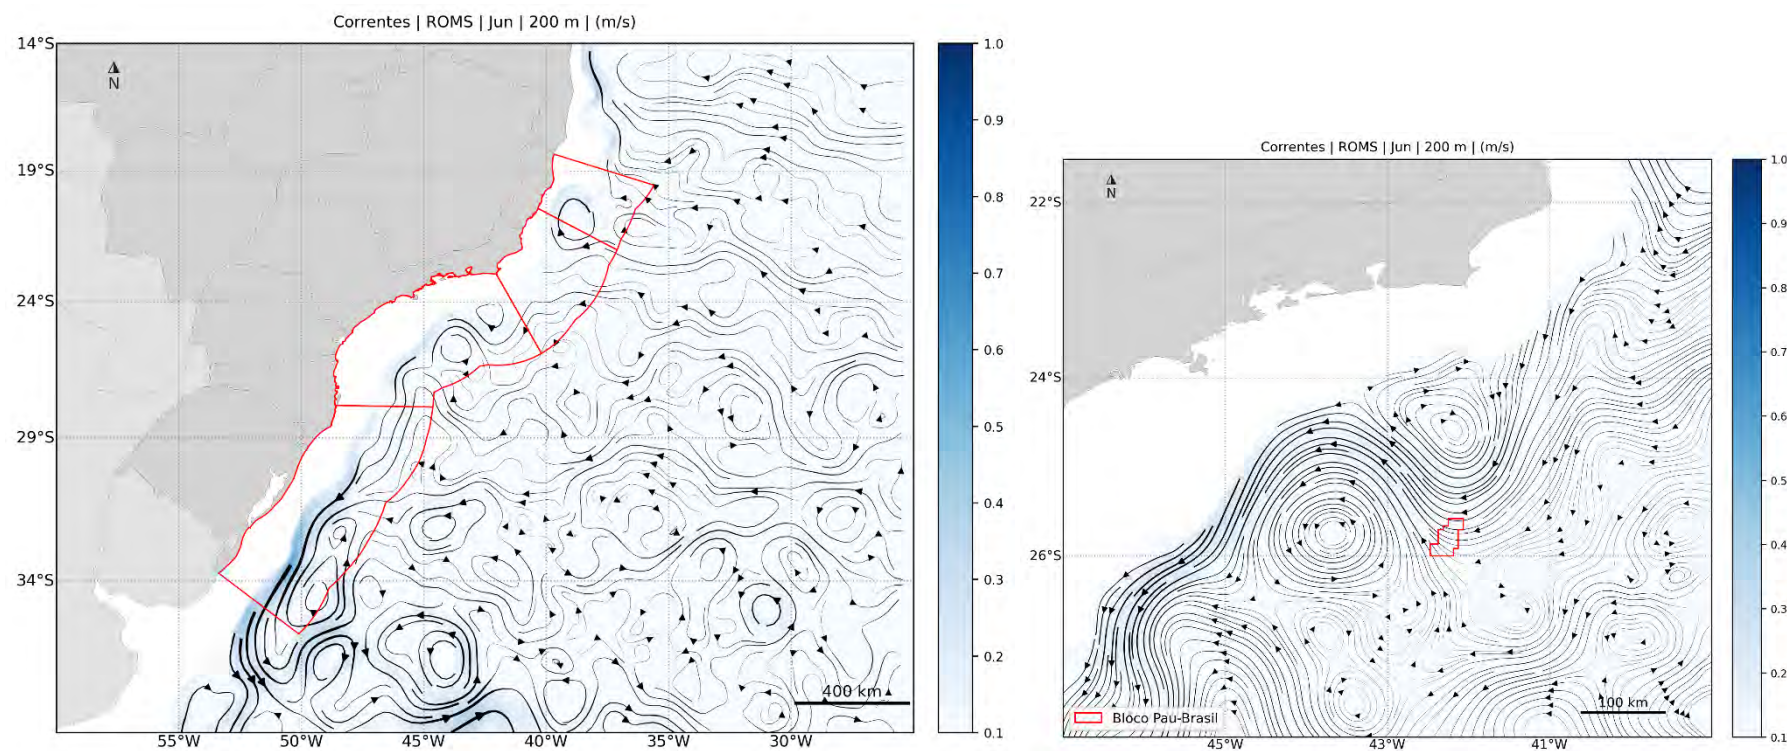 Correntes | ROMS | Jun | 200 m | (m/s)
14°S
19°S
24°S
29°S
34°S
N
55°W
50°W
45°W
40°W
35°W
30°W
400 km
1.0
0.9
0.8
0.7
0.6
0.5
0.4
0.3
0.2
0.1
Correntes | ROMS | Jun | 200 m | (m/s)
22°S
24°S
26°S
N
45°W
43°W
41°W
Bloco Pau-Brasil
100 km
1.0
0.9
0.8
0.7
0.6
0.5
0.4
0.3
0.2
0.1